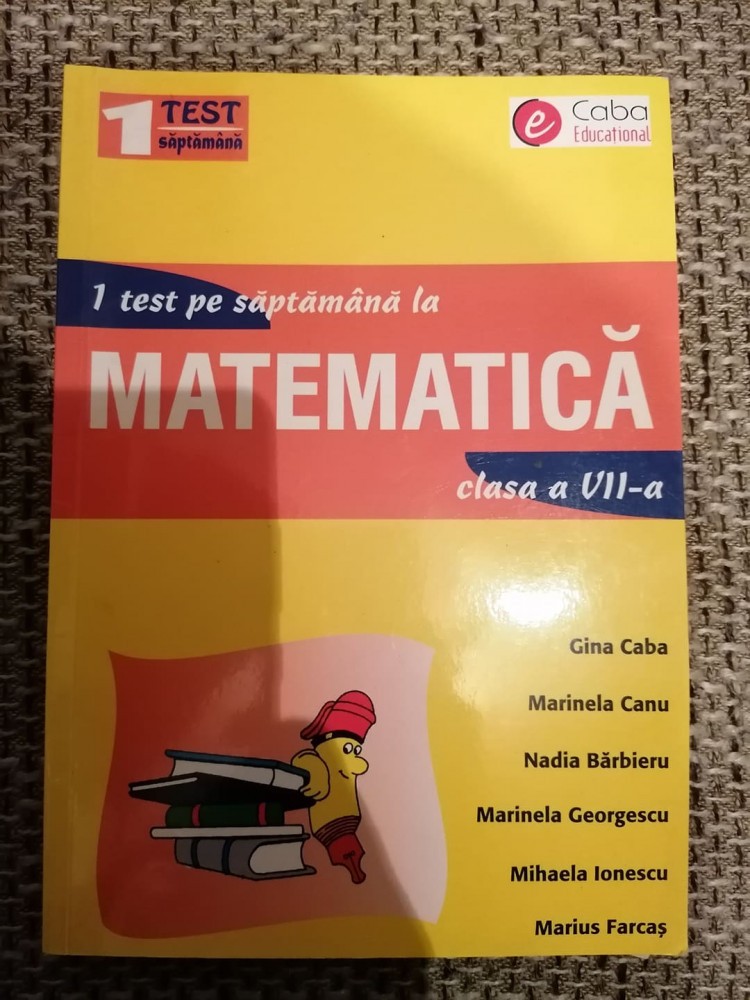 1 TEST
săptămână
e Caba
Educațional
1 test pe săptămână la
MATEMATICĂ
clasa a VII-a
Gina Caba
Marinela Canu
Nadia Bărbieru
Marinela Georgescu
Mihaela Ionescu
Marius Farcaș